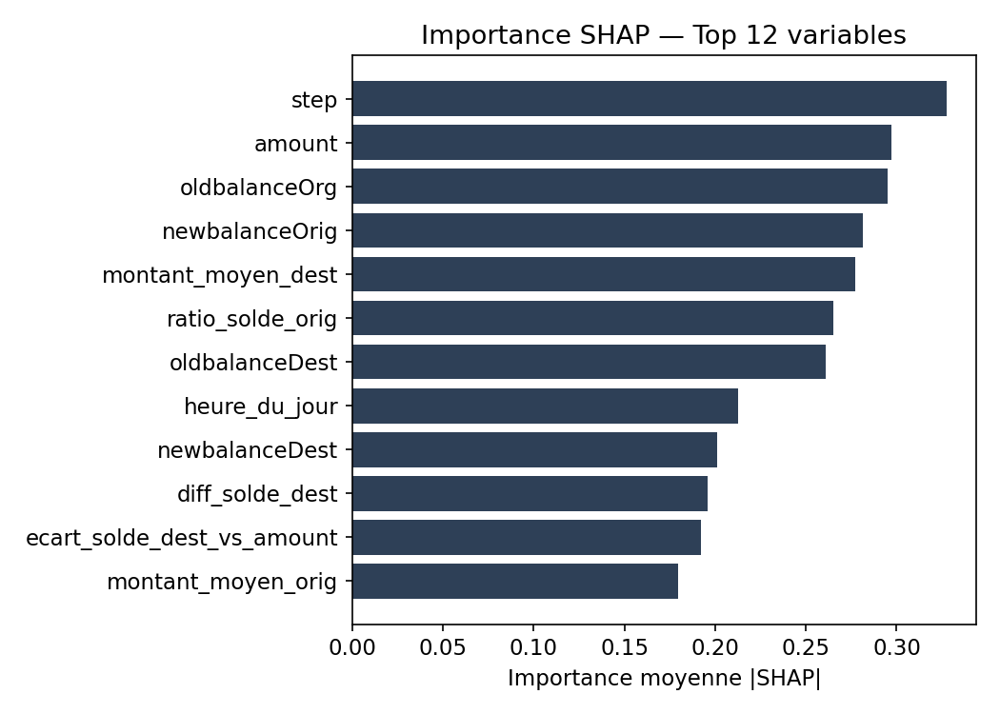 Importance SHAP — Top 12 variables
step
amount
oldbalanceOrg
newbalanceOrig
montant_moyen_dest
ratio_solde_orig
oldbalanceDest
heure_du_jour
newbalanceDest
diff_solde_dest
ecart_solde_dest_vs_amount
montant_moyen_orig
0.00 0.05 0.10 0.15 0.20 0.25 0.30
Importance moyenne |SHAP|